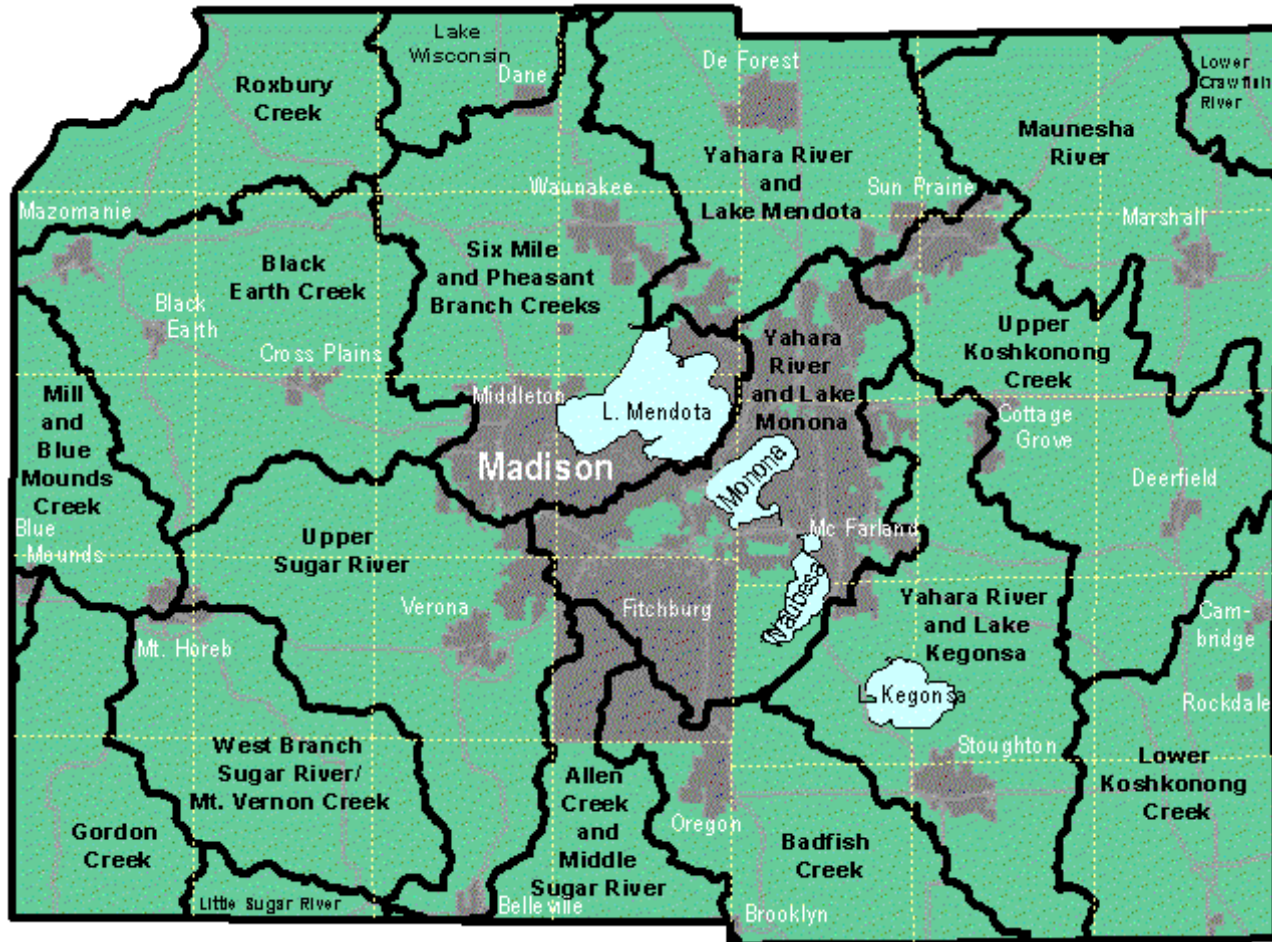 Lake
Wisconsin
Dane
De Forest
Lower
Crawfish
River
Roxbury
Creek
Maunesha
River
Yahara River
and
Lake Mendota
Waunakee
Sun Prairie
Mazomanie
Marshall
Six Mile
and Pheasant
Branch Creeks
Black
Earth Creek
Black
Earth
Cross Plains
Upper
Koshkonong
Creek
Yahara
River
and Lake
Monona
Mill
and
Blue
Mounds
Creek
Middleton
L. Mendota
Cottage
Grove
Madison
Monona
Deerfield
Blue
Mounds
Upper
Sugar River
Mc Farland
Waubesa
Verona
Fitchburg
Yahara River
and Lake
Kegonsa
Cam-
bridge
Mt. Horeb
L. Kegonsa
Rockdale
West Branch
Sugar River/
Mt. Vernon Creek
Stoughton
Lower
Koshkonong
Creek
Allen
Creek
and
Middle
Sugar River
Gordon
Creek
Oregon
Badfish
Creek
Little Sugar River
Belleville
Brooklyn